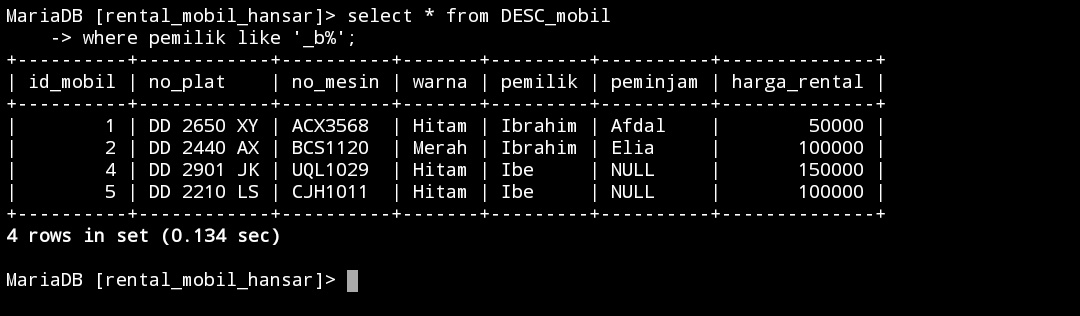 MariaDB [rental_mobil_hansar]> select * from DESC_mobil
    -> where pemilik like '_b%';
+----------+------------+----------+-------+---------+----------+--------------+
| id_mobil | no_plat    | no_mesin | warna | pemilik | peminjam | harga_rental |
+----------+------------+----------+-------+---------+----------+--------------+
|        1 | DD 2650 XY | ACX3568  | Hitam | Ibrahim | Afdal    |        50000 |
|        2 | DD 2440 AX | BCS1120  | Merah | Ibrahim | Elia     |       100000 |
|        4 | DD 2901 JK | UQL1029  | Hitam | Ibe     | NULL     |       150000 |
|        5 | DD 2210 LS | CJH1011  | Hitam | Ibe     | NULL     |       100000 |
+----------+------------+----------+-------+---------+----------+--------------+
4 rows in set (0.134 sec)

MariaDB [rental_mobil_hansar]>